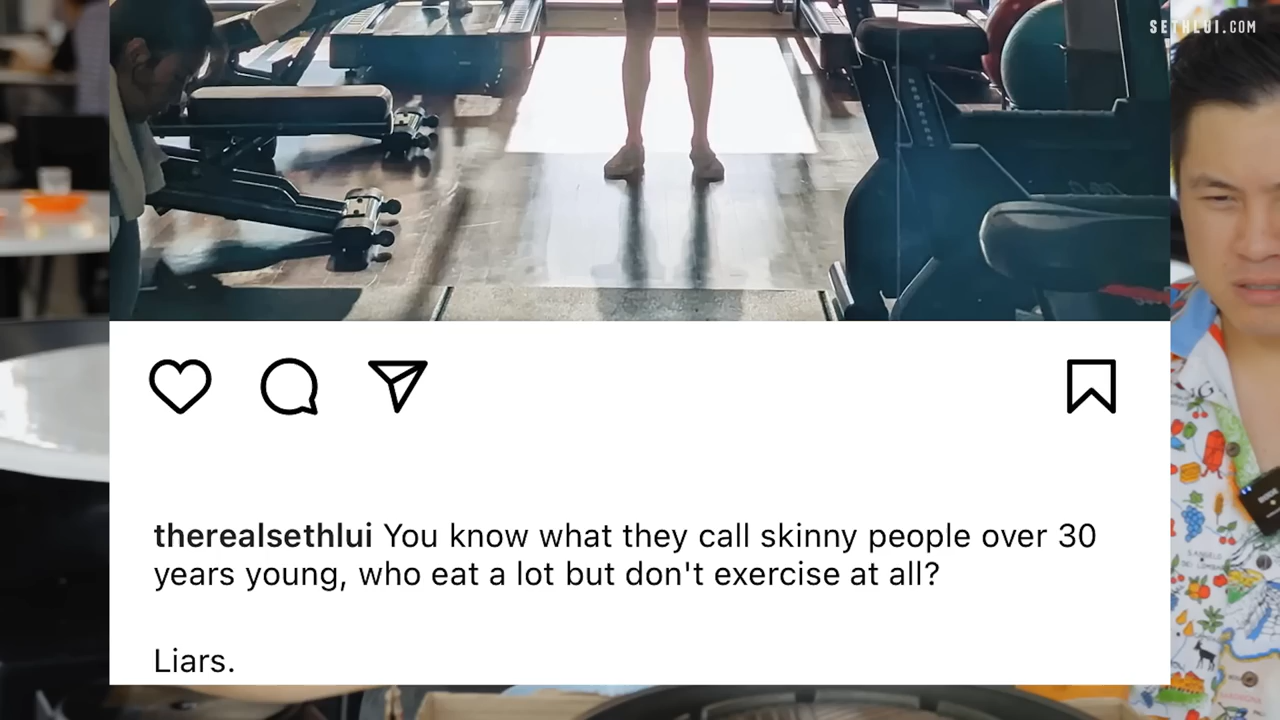 SETHLUI.COM
therealsethlui You know what they call skinny people over 30
years young, who eat a lot but don't exercise at all?
Liars.